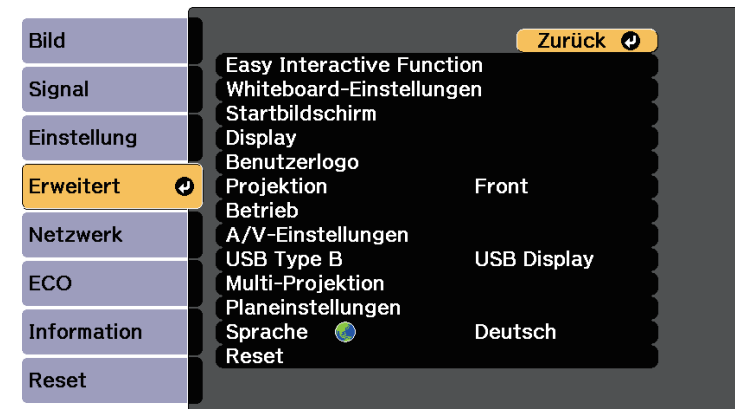 Bild
Signal
Einstellung
Erweitert
Netzwerk
ECO
Information
Reset
Zurück
Easy Interactive Function
Whiteboard-Einstellungen
Startbildschirm
Display
Benutzerlogo
Projektion Front
Betrieb
A/V-Einstellungen
USB Type B USB Display
Multi-Projektion
Planeinstellungen
Sprache Deutsch
Reset